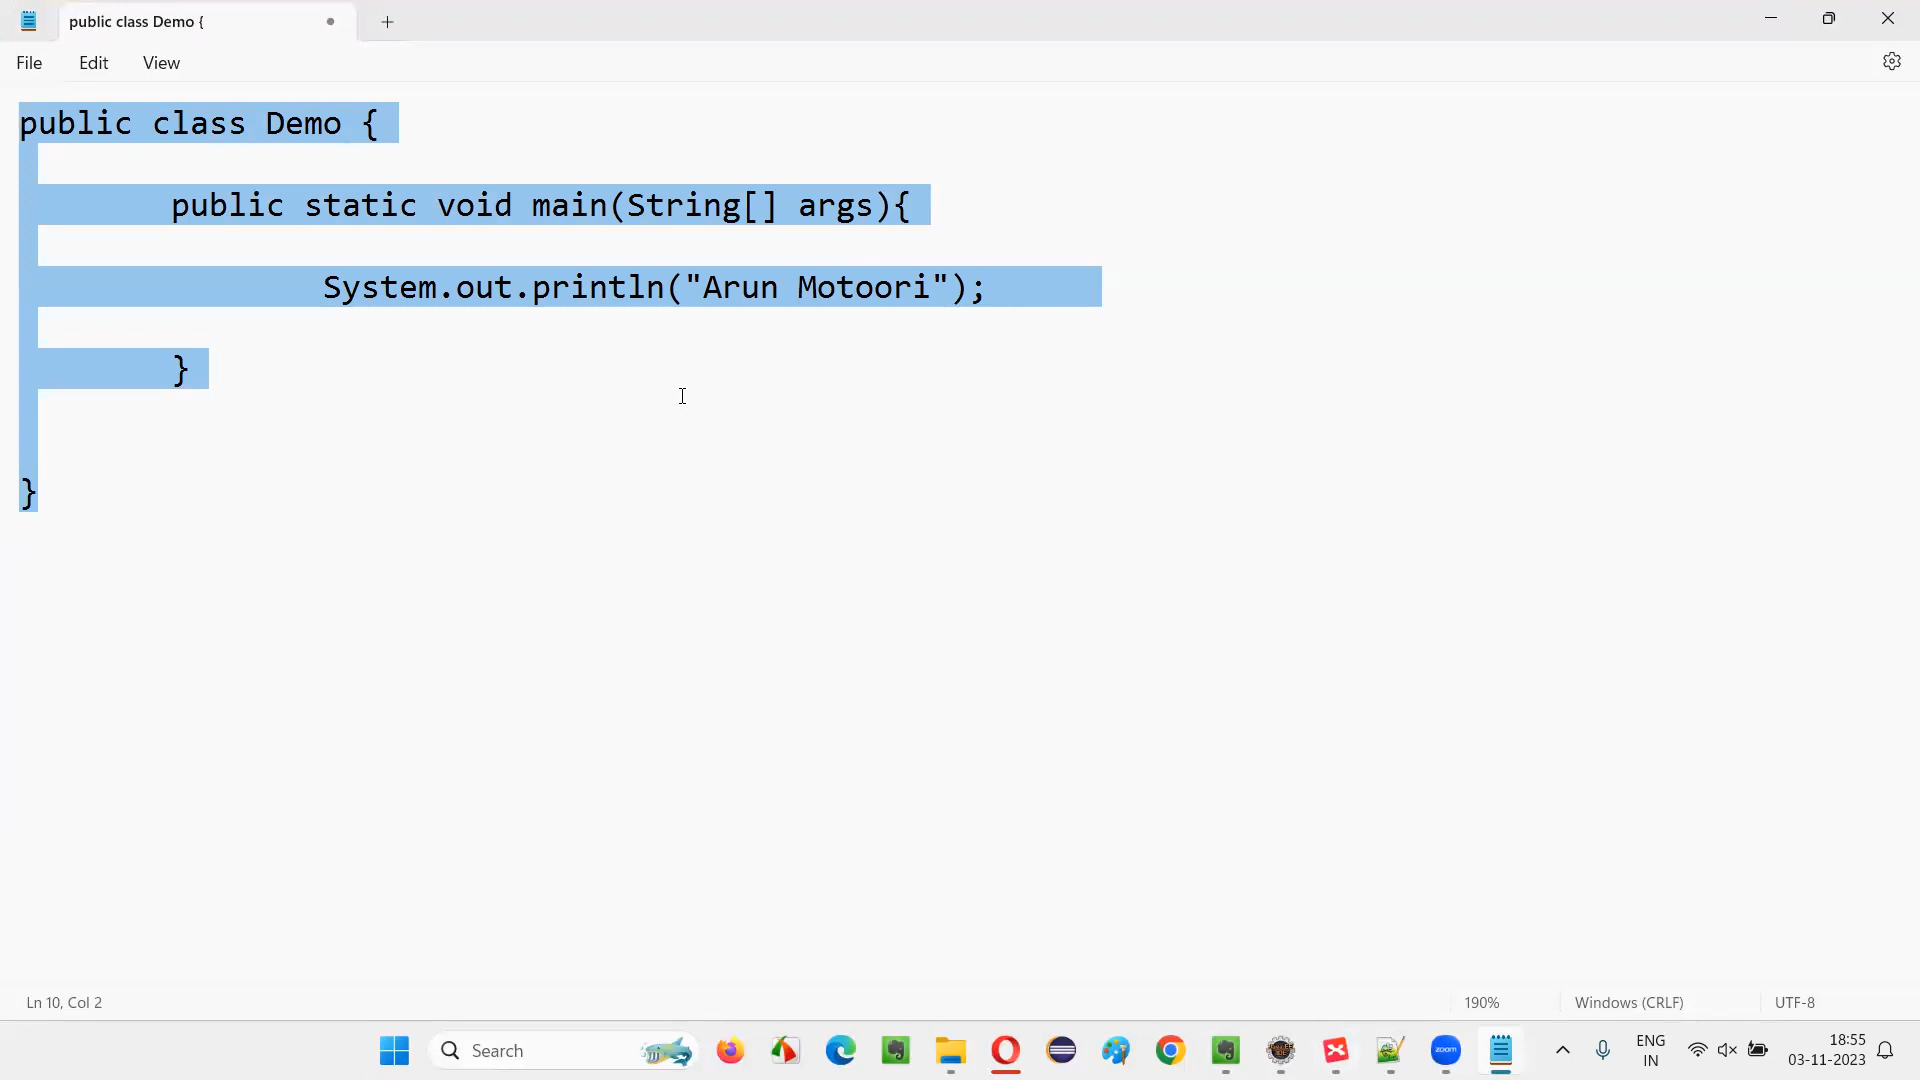 public class Demo {
File Edit View
public class Demo {
public static void main(String[] args){
System.out.println("Arun Motoori");
}
}
Ln 10, Col 2 190% Windows (CRLF) UTF-8
Search zoom ENG 18:55
IN 03-11-2023